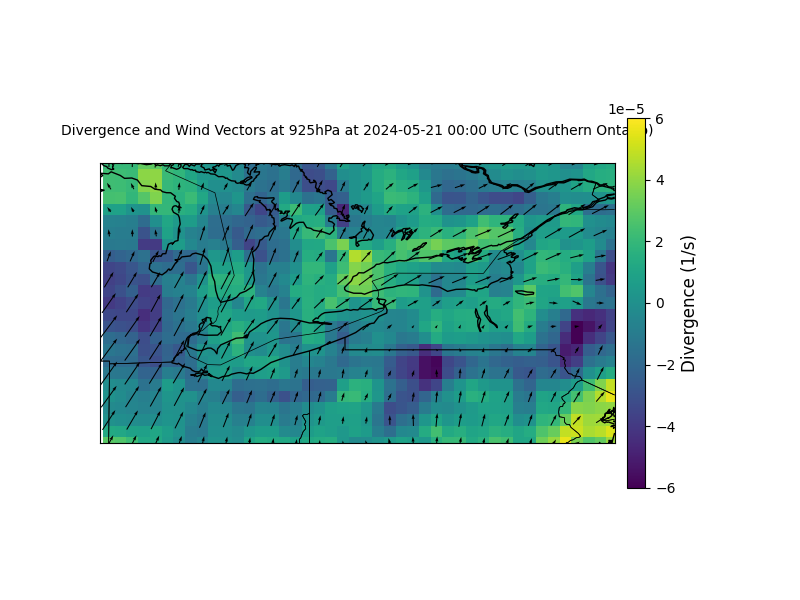 1e−5
Divergence and Wind Vectors at 925hPa at 2024-05-21 00:00 UTC (Southern Ontario)
6
4
2
0
−2
−4
−6
Divergence (1/s)